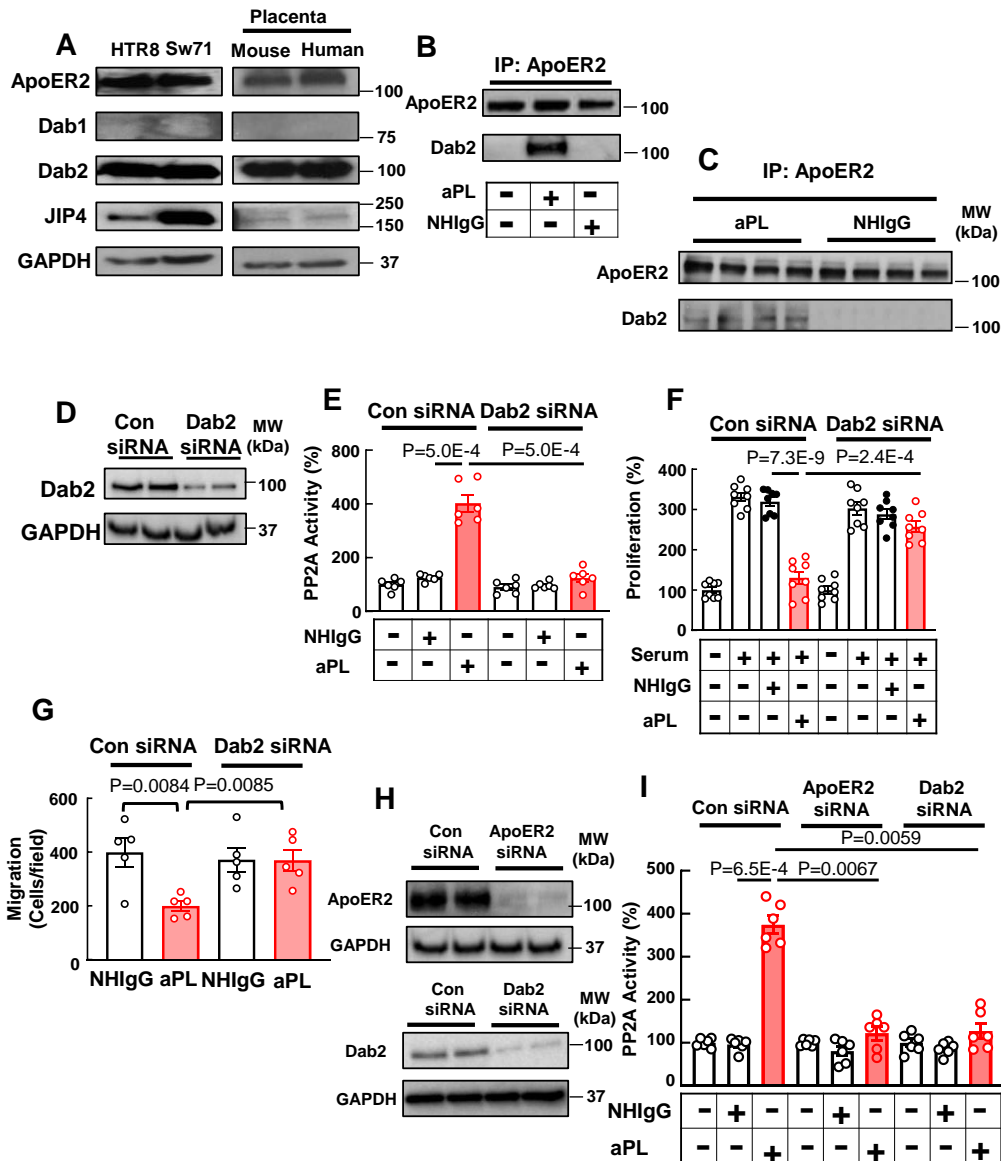 A
Placenta
HTR8 Sw71
Mouse Human
ApoER2
100
Dab1
75
Dab2
100
JIP4
250
150
GAPDH
37
B
IP: ApoER2
ApoER2
100
Dab2
100
aPL - + -
NHIgG - - +
C
IP: ApoER2
aPL NHIgG
MW
(kDa)
ApoER2
100
Dab2
100
D
Con
siRNA
Dab2
siRNA
MW
(kDa)
Dab2
100
GAPDH
37
E
Con siRNA Dab2 siRNA
P=5.0E-4 P=5.0E-4
PP2A Activity (%)
800
400
200
0
NHIgG - + - - + -
aPL - - + - - +
F
Con siRNA Dab2 siRNA
P=7.3E-9 P=2.4E-4
Proliferation (%)
400
300
200
100
0
Serum - + + + - + + +
NHIgG - - + - - - + -
aPL - - - + - - - +
G
Con siRNA Dab2 siRNA
P=0.0084 P=0.0085
Migration
(Cells/field)
600
400
200
0
NHIgG aPL NHIgG aPL
H
Con
siRNA
ApoER2
siRNA
MW
(kDa)
ApoER2
100
GAPDH
37
Con
siRNA
Dab2
siRNA
MW
(kDa)
Dab2
100
GAPDH
37
I
Con siRNA
ApoER2
siRNA
Dab2
siRNA
P=0.0059
P=6.5E-4 P=0.0067
PP2A Activity (%)
500
400
300
200
100
0
NHIgG - + - - + - - + -
aPL - - + - - + - - +